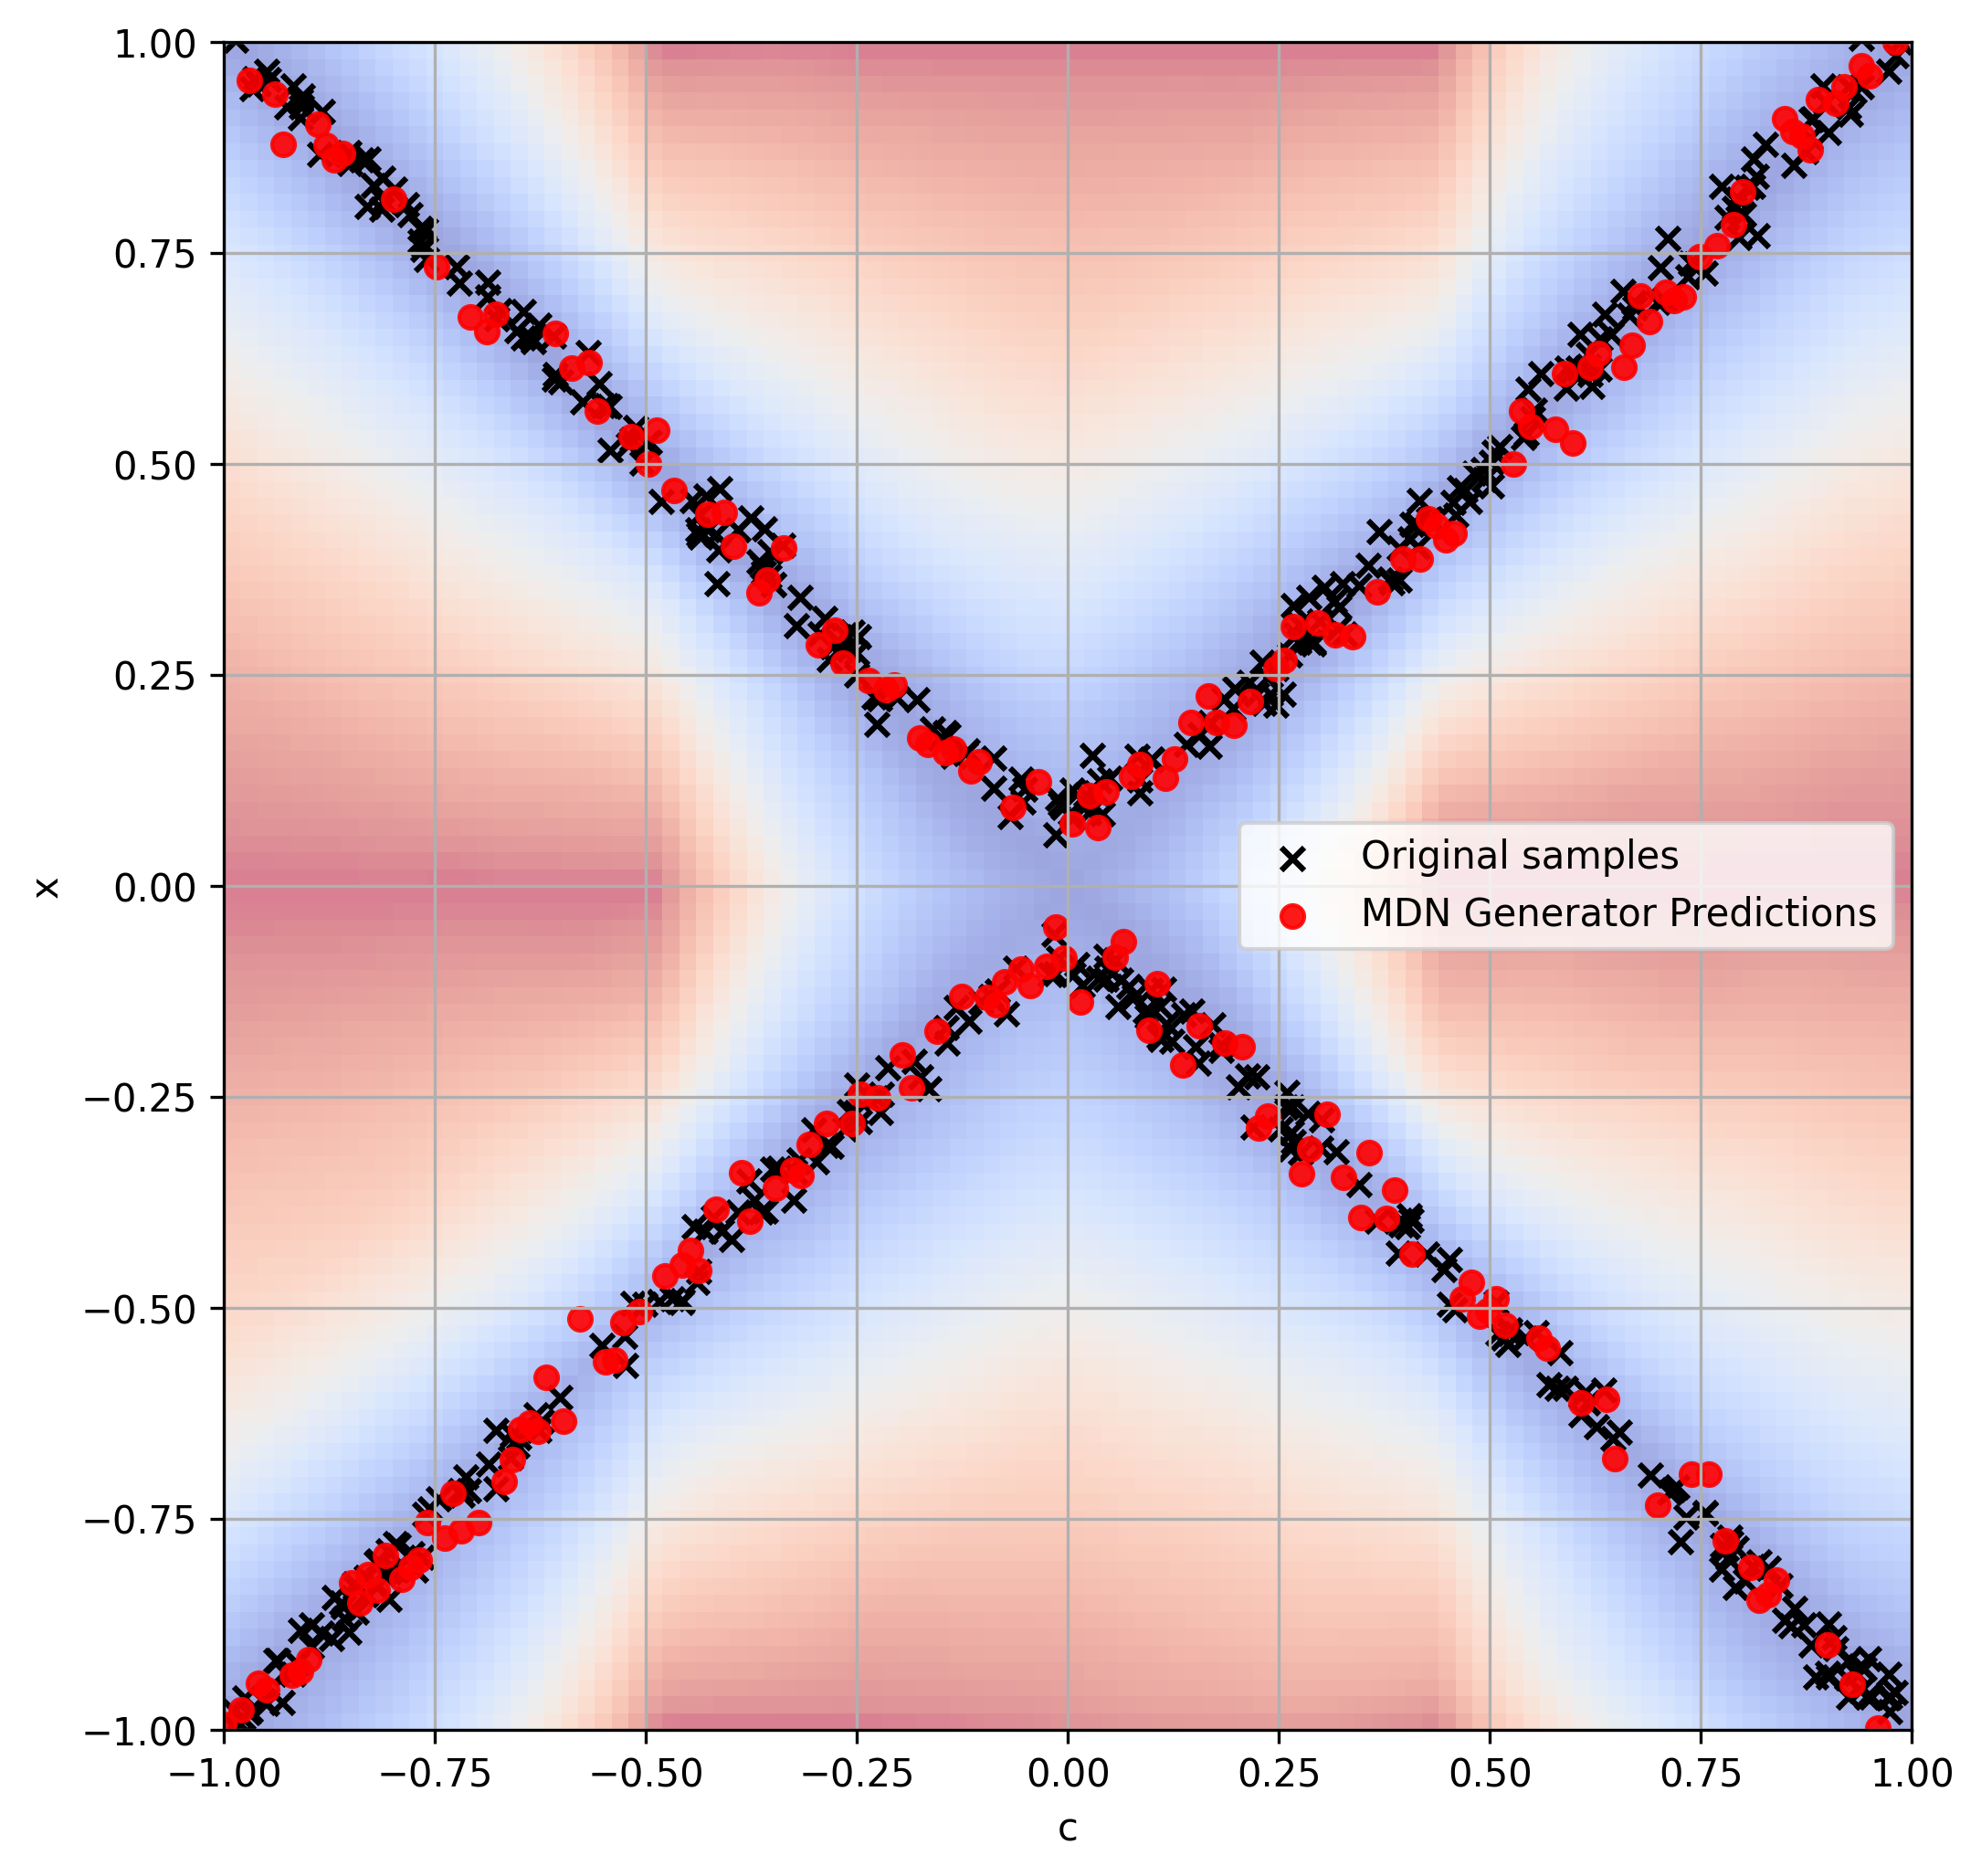 1.00
0.75
0.50
0.25
0.00
−0.25
−0.50
−0.75
−1.00
x
Original samples
MDN Generator Predictions
−1.00 −0.75 −0.50 −0.25 0.00 0.25 0.50 0.75 1.00
c